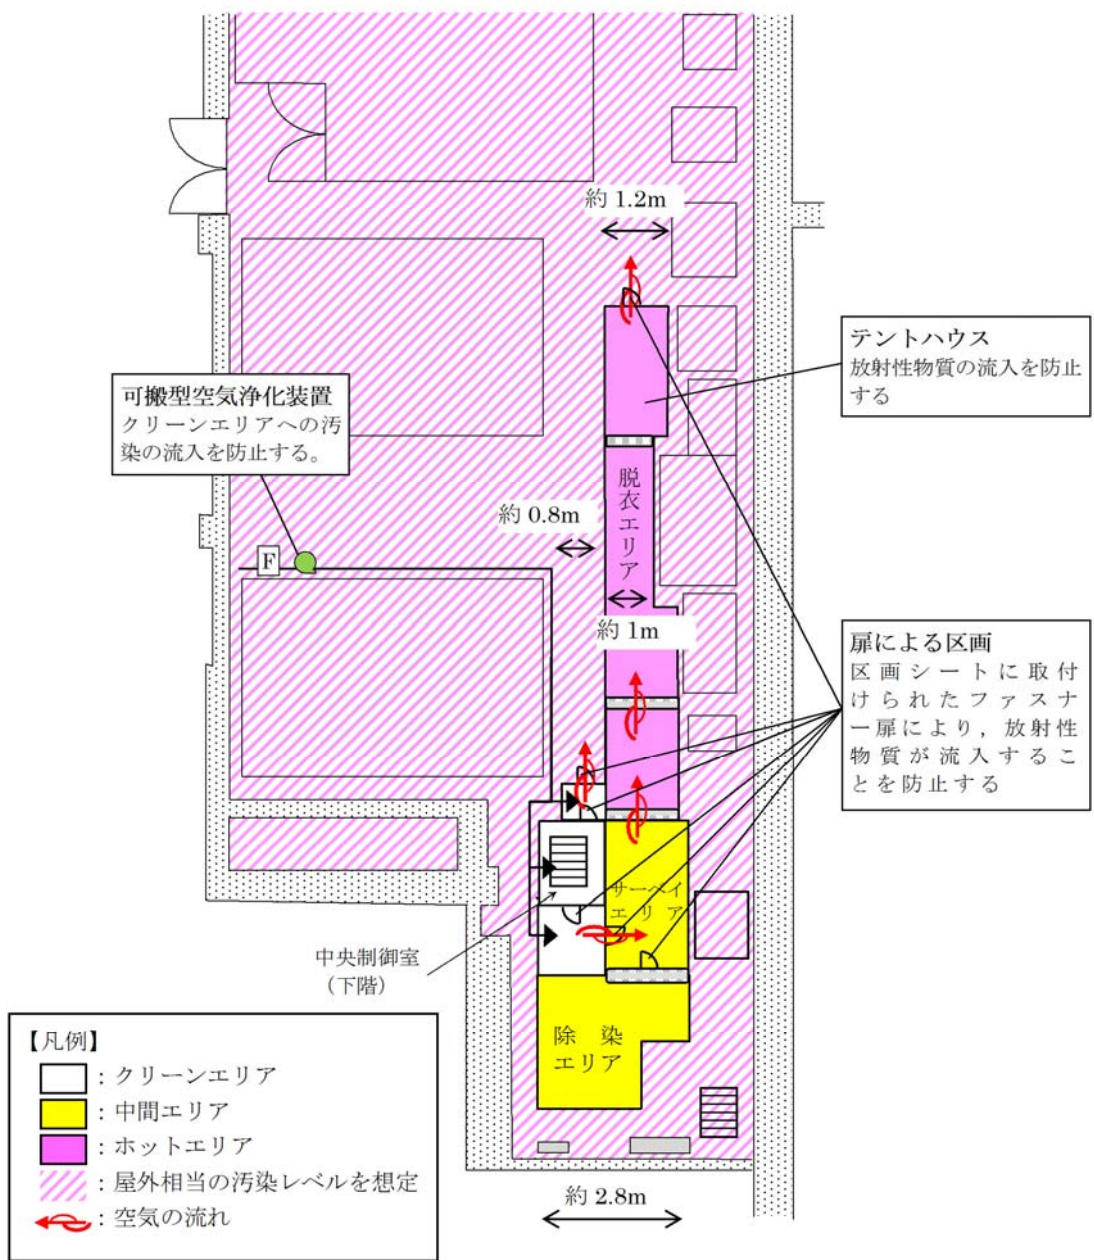 約 1.2m
テントハウス
放射性物質の流入を防止
する
可搬型空気浄化装置
クリーンエリアへの汚
染の流入を防止する。
脱衣エリア
約 0.8m
F
約 1m
扉による区画
区画シートに取付
けられたファスナ
ー扉により，放射性
物質が流入するこ
とを防止する
サーベイ
エリア
中央制御室
（下階）
除　染
エリア
【凡例】
：クリーンエリア
：中間エリア
：ホットエリア
：屋外相当の汚染レベルを想定
：空気の流れ
約 2.8m